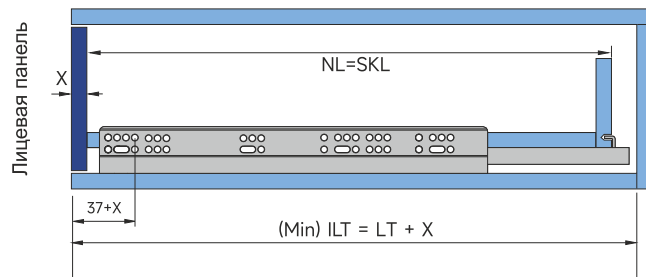 Лицевая панель
NL=SKL
X
37+X
(Min) ILT = LT + X